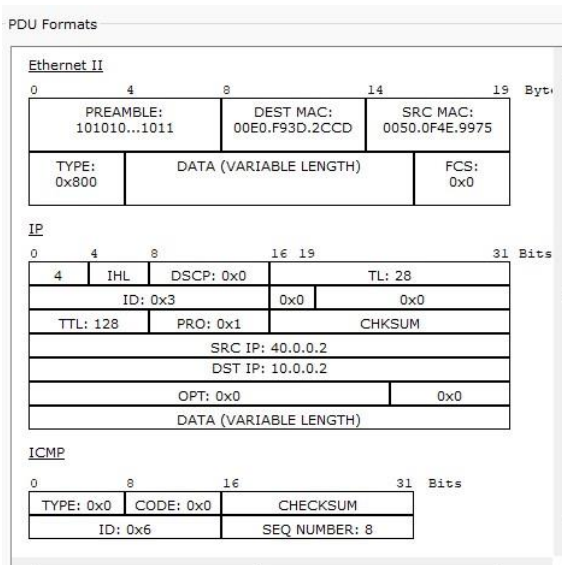 PDU Formats
Ethernet II
0 4 8 14 19 Byt
PREAMBLE: DEST MAC: SRC MAC:
101010...1011 00E0.F93D.2CCD 0050.0F4E.9975
TYPE: DATA (VARIABLE LENGTH) FCS:
0x800 0x0
IP
0 4 8 16 19 31 Bits
4 IHL DSCP: 0x0 TL: 28
ID: 0x3 0x0 0x0
TTL: 128 PRO: 0x1 CHKSUM
SRC IP: 40.0.0.2
DST IP: 10.0.0.2
OPT: 0x0 0x0
DATA (VARIABLE LENGTH)
ICMP
0 8 16 31 Bits
TYPE: 0x0 CODE: 0x0 CHECKSUM
ID: 0x6 SEQ NUMBER: 8